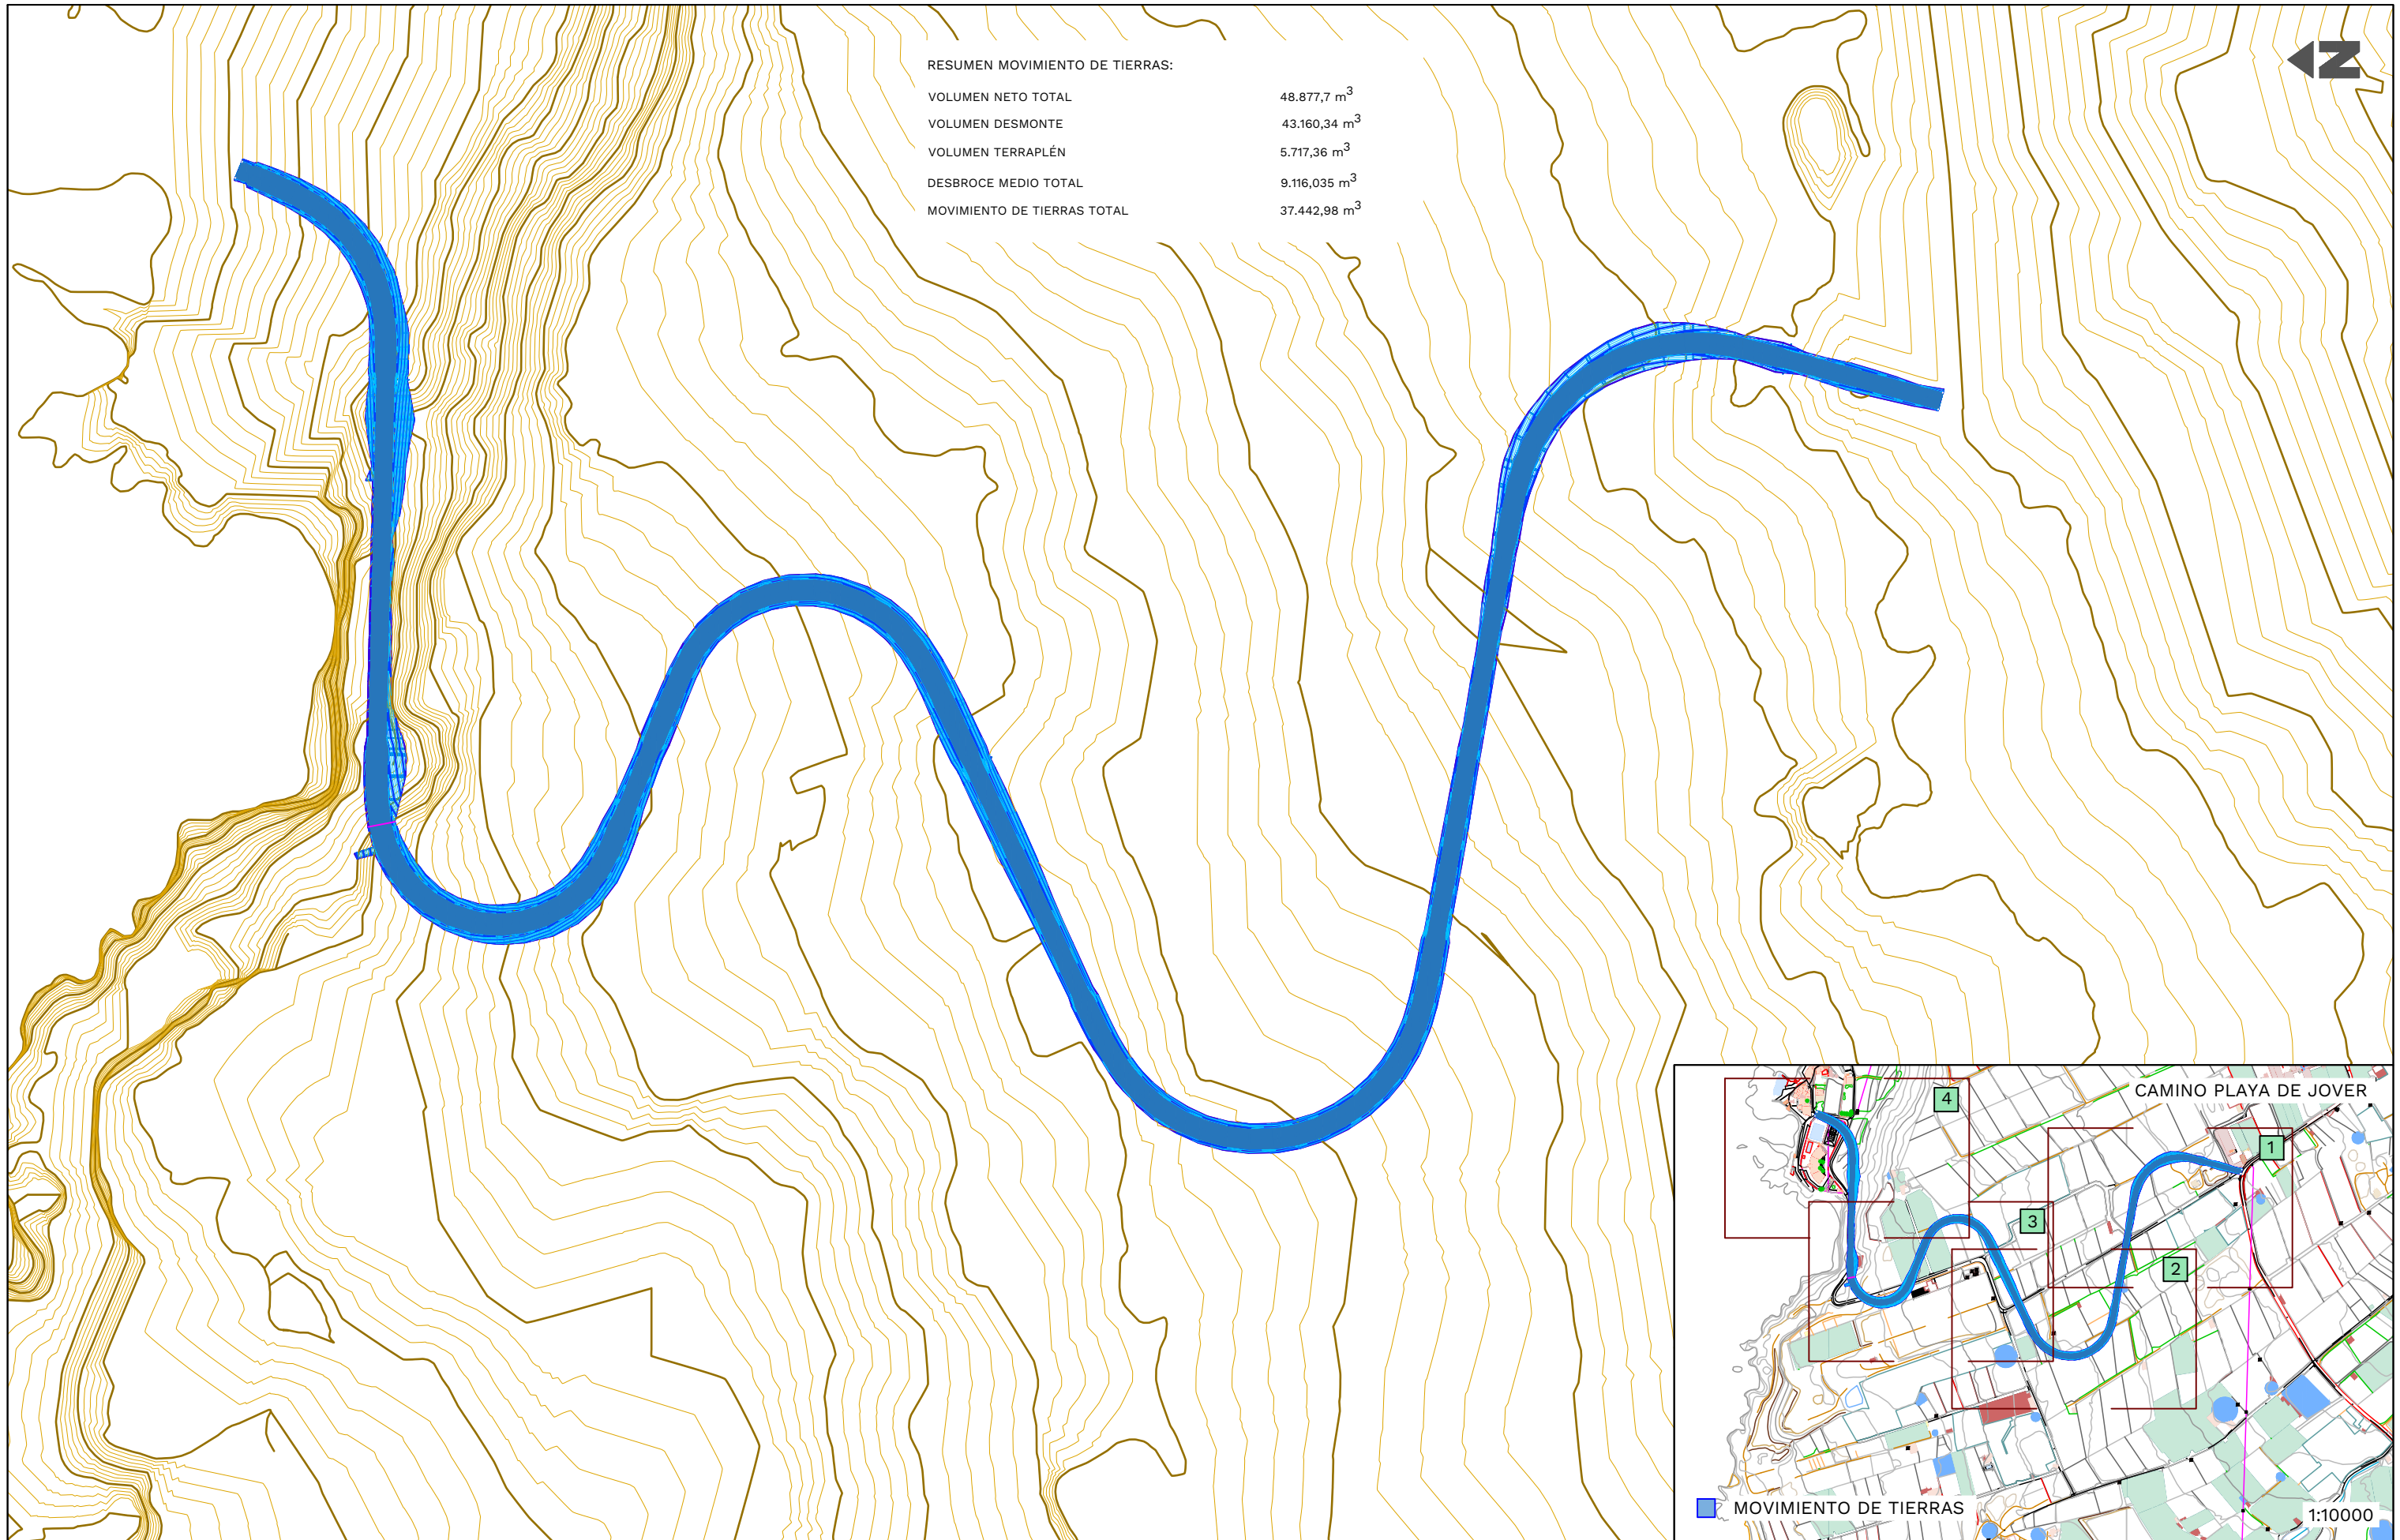 RESUMEN MOVIMIENTO DE TIERRAS:
VOLUMEN NETO TOTAL 48.877,7 m³
VOLUMEN DESMONTE 43.160,34 m³
VOLUMEN TERRAPLÉN 5.717,36 m³
DESBROCE MEDIO TOTAL 9.116,035 m³
MOVIMIENTO DE TIERRAS TOTAL 37.442,98 m³
N
CAMINO PLAYA DE JOVER
4
1
3
2
MOVIMIENTO DE TIERRAS
1:10000